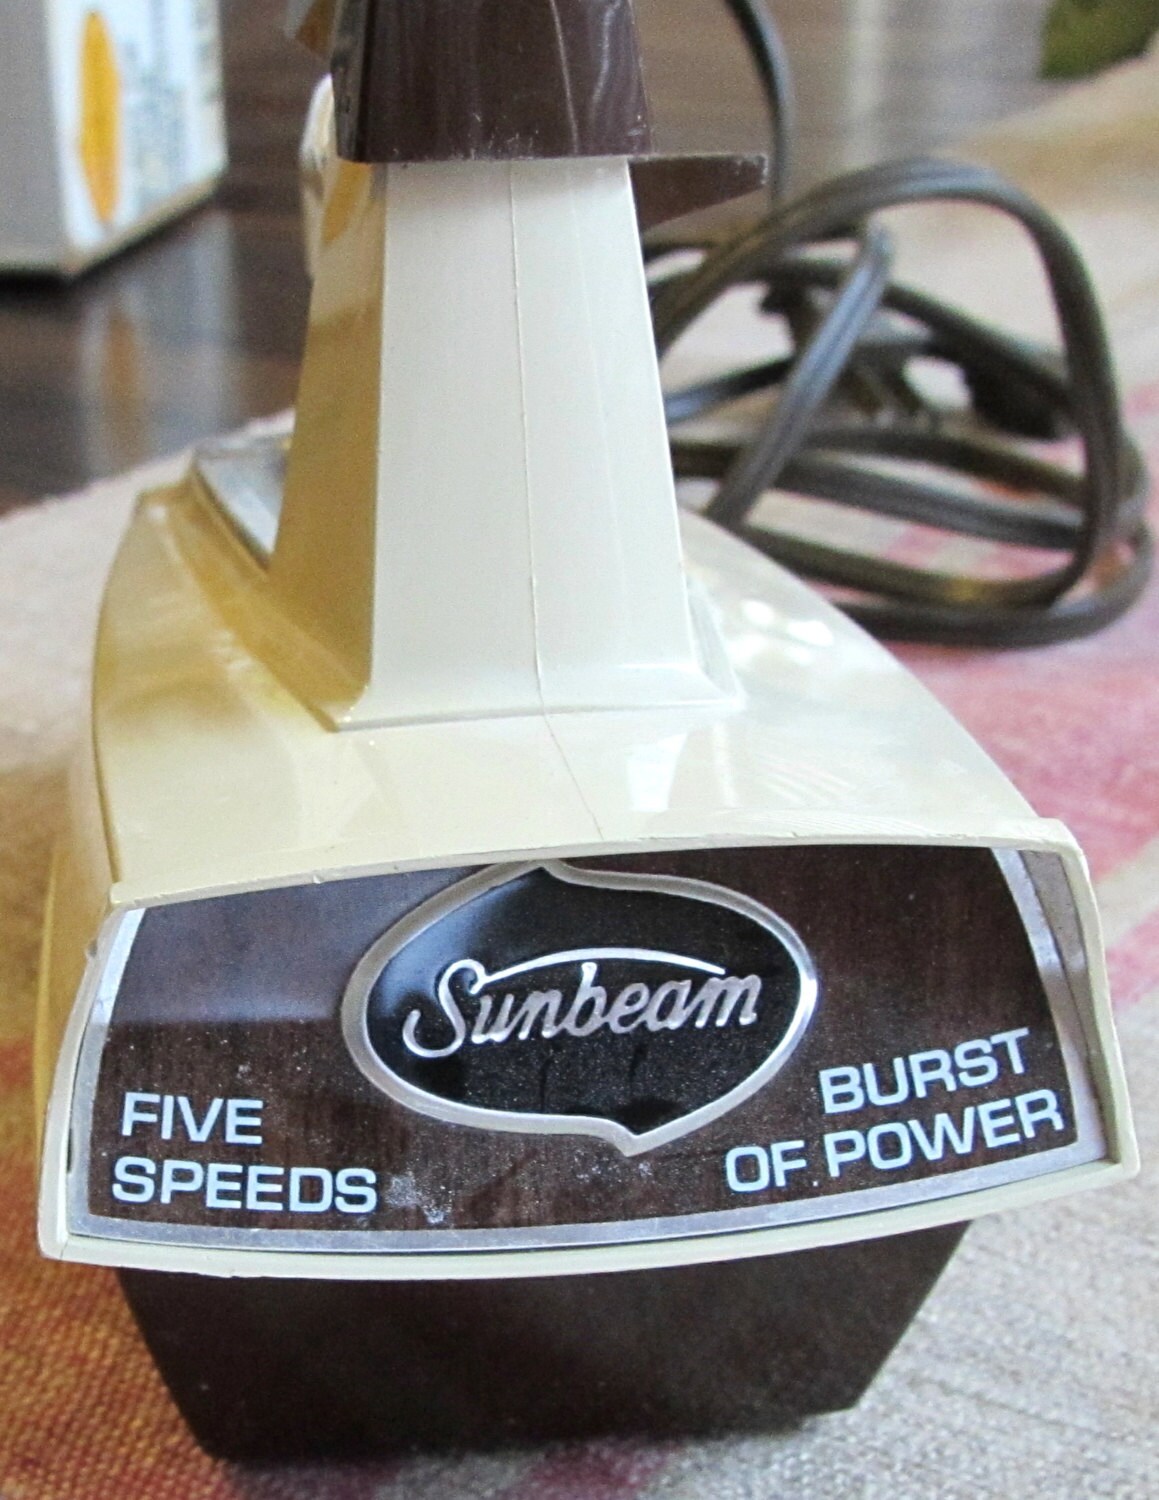 Sunbeam
FIVE
SPEEDS
BURST
OF POWER